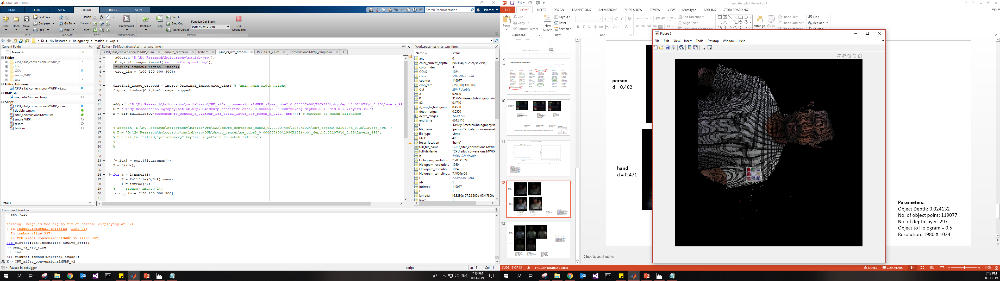 MATLAB R2018b
HOME PLOTS APPS EDITOR PUBLISH VIEW
Search Documentation
New Open Save Find Files Compare Print
Go To Find
Insert Comment Indent
Breakpoints
Continue Step Step In Step Out Run to Cursor
Function Call Stack:
psnr_vs_wrp_time
Quit Debugging
FILE NAVIGATE EDIT BREAKPOINTS DEBUG
D: My Research holography matlab wrp
Current Folder
Name Git
Folder
CPU_sifat_convensionalMWRP_v2
libs
OSA
single_WRP
test
Editor Autosave
CPU_sifat_convensionalMWRP_v2.asv
BMP File
me_cube2original.bmp
Script
CPU_sifat_convensionalMWRP_v2.m
double_wrp.m
sifat_convensionalMWRP.m
single_WRP.m
test.m
test2.m
Details
Editor - D:\Mathlab\wrp\psnr_vs_wrp_time.m
CPU_sifat_convensionalMWRP_v2.m dmwrp_center.m test2.m psnr_vs_wrp_time.m PCcutALL_ZY.m ConviensionalMWp_yanglin.m
1 addpath('D:\My Research\holography\matlab\wrp');
2 Original_image= imread('me_cube2original.bmp');
3 figure; imshow(Original_image);
4 crop_dim = [100 100 300 300];
5
6
7 Original_image_cropped = imcrop(Original_image,crop_dim); % [xmin ymin width height]
8 figure; imshow(Original_image_cropped);
9
10
11 addpath('D:\My Research\holography\matlab\wrp\CPU_sifat_convensionalMWRP_v2\me_cube2_0.000007400\720X720\obj_depth0.021079\d_0.15\layers_495
12 D = 'D:\My Research\holography\matlab\wrp\OSA\dmwrp_center\me_cube2_0.000007400\720X720\obj_depth0.021079\d_0.15\layers_495';
13 S = dir(fullfile(D,'persondmwrp_center_d_0.15WRP_183_total_layer_495_recon_d_0.127.bmp')); % pattern to match filenames.
14
15
16 % addpath('D:\My Research\holography\matlab\wrp\OSA\dmwrp_center\me_cube2_0.000007400\1980X1024\obj_depth0.021079\d_0.35\layers_495');
17 % D = 'D:\My Research\holography\matlab\wrp\OSA\dmwrp_center\me_cube2_0.000007400\1980X1024\obj_depth0.021079\d_0.35\layers_495';
18 % S = dir(fullfile(D,'persondmwrp*.bmp')); % pattern to match filenames.
19 %
20 %
21
22
23 [~,idx] = sort([S.datenum]);
24 S = S(idx);
25
26 for k = 1:numel(S)
27 F = fullfile(D,S(k).name);
28 I = imread(F);
29 % figure; imshow(I);
30 crop_dim = [150 100 300 300];
31
Workspace - psnr_vs_wrp_time
Name Value
ans 0
color_current_depth... [98.3844,72.2824,56.2196]
color_index 3
COLS 1024
conv 301x301x3 uint8
counter 119077
crop_dim [150,100,300,300]
Cut 297x1 double
d 0.5000
D 'D:\My Research\holography\m
d2 0.4710
d_wrp_to_hologram 0.4500
depth_range 0.0500
depth_ranges 149x1 cell
end_time 664.7110
F 'D:\My Research\holography\m
file_name 'personCPU_sifat_convensional
file_type '.bmp'
fileID 49
focus_location 'hand'
full_file_name "CPU_sifat_convensionalMWRP
fullFileName "CPU_sifat_convensionalMWRP
h 1980x1024 double
Hologram_resolution '1980X1024'
Hologram_resolutio... 1980
Hologram_resolutio... 1024
Hologram_sampling... 7.4000e-06
I 720x720x3 uint8
idx 1
indexes 119077
k 1
lambda [6.3280e-07,5.3200e-07,4.7300e-
layer 1
Command Window
664.7110
Warning: Image is too big to fit on screen; displaying at 67%
> In images.internal.initSize (line 71)
In imshow (line 337)
In CPU_sifat_convensionalMWRP_v2 (line 402)
416 plot([1:165],normalize(active_arr));
>> psnr_vs_wrp_time
38 end
K>> figure; imshow(Original_image);
K>> CPU_sifat_convensionalMWRP_v2
Paused in debugger
script Ln 3 Col 1
ENG 7:13 PM
09-Jul-19
update.pptx - PowerPoint
Sign in
FILE HOME INSERT DESIGN TRANSITIONS ANIMATIONS SLIDE SHOW REVIEW VIEW MathType ADD-INS STORYBOARDING
Paste Cut Copy Format Painter
New Slide Layout Reset Section
14
Text Direction
Align Text
Convert to SmartArt
Arrange Quick
Shape Fill
Shape Outline
Shape Effects
Find
Replace
Select
Clipboard Slides Font
9
Distributed Multiple-WRP
10
11
12
13
person
d = 0.462
hand
d = 0.471
Figure 5
File Edit View Insert Tools Desktop Window Help
Parameters:
Object Depth: 0.024132
No. of object point: 119077
No. of depth layer: 297
Object to Hologram = 0.5
Resolution: 1980 X 1024
Click to add notes
SLIDE 12 OF 13 ENGLISH (UNITED STATES) NOTES COMMENTS 110%
7:13 PM
09-Jul-19